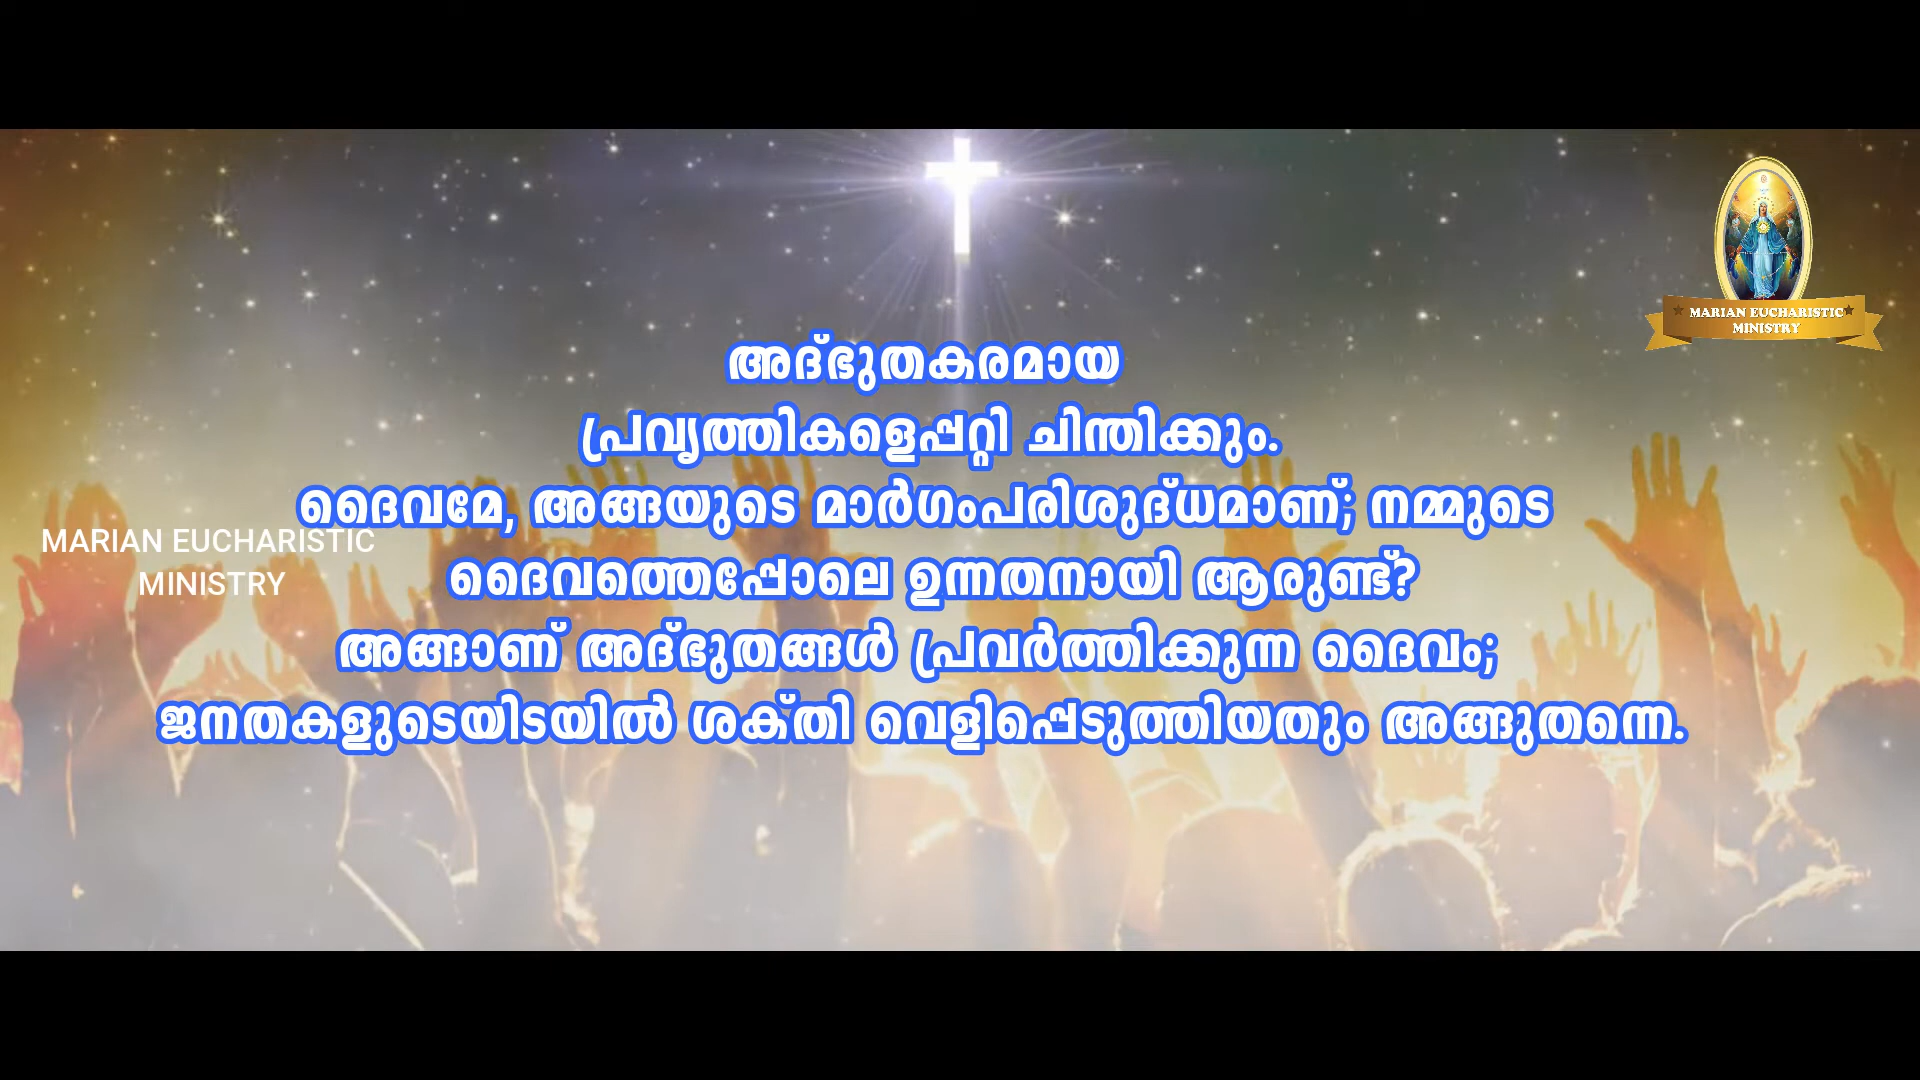 MARIAN EUCHARISTIC
MINISTRY
അദ്ഭുതകരമായ
പ്രവൃത്തികളെപ്പറ്റി ചിന്തിക്കും.
ദൈവമേ, അങ്ങയുടെ മാർഗംപരിശുദ്ധമാണ്; നമ്മുടെ
ദൈവത്തെപ്പോലെ ഉന്നതനായി ആരുണ്ട്?
അങ്ങാണ് അദ്ഭുതങ്ങൾ പ്രവർത്തിക്കുന്ന ദൈവം;
ജനതകളുടെയിടയിൽ ശക്തി വെളിപ്പെടുത്തിയതും അങ്ങുതന്നെ.
MARIAN EUCHARISTIC
MINISTRY